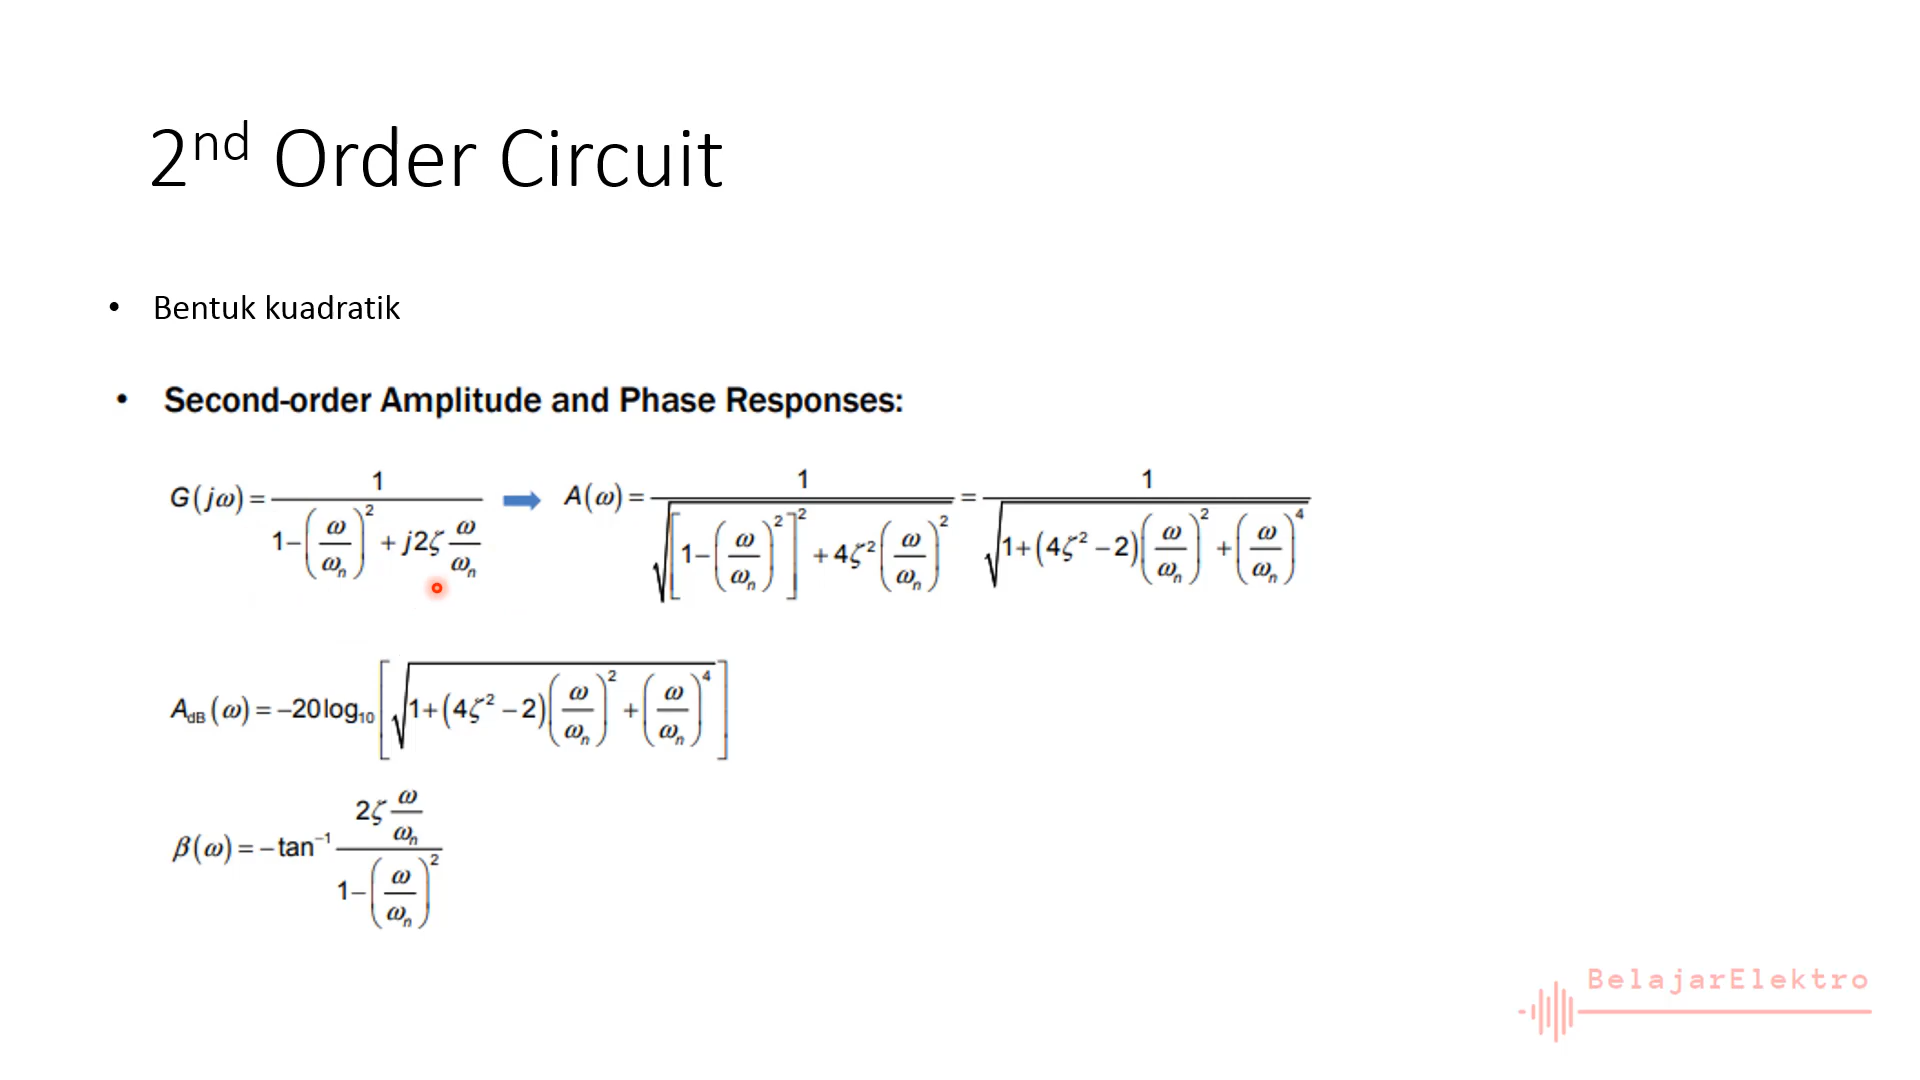 2nd Order Circuit
• Bentuk kuadratik
• Second-order Amplitude and Phase Responses:
G(jω) = 1 / (1 − (ω/ωn)² + j2ζ ω/ωn) ➡ A(ω) = 1 / √([1 − (ω/ωn)²]² + 4ζ²(ω/ωn)²) = 1 / √(1 + (4ζ² − 2)(ω/ωn)² + (ω/ωn)⁴)
AdB(ω) = −20 log10 [√(1 + (4ζ² − 2)(ω/ωn)² + (ω/ωn)⁴)]
β(ω) = −tan⁻¹ (2ζ ω/ωn) / (1 − (ω/ωn)²)
BelajarElektro